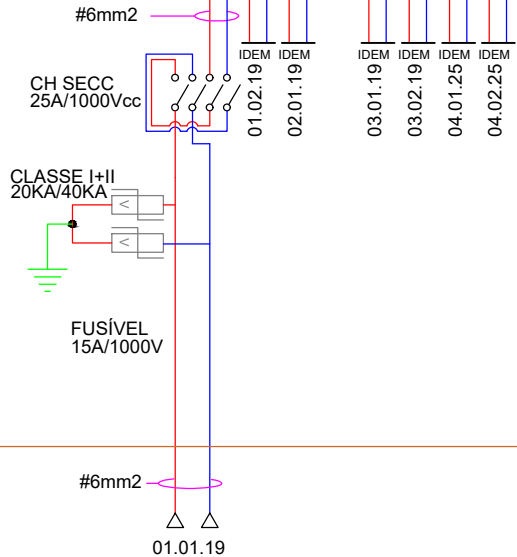 #6mm2
IDEM
IDEM
IDEM
IDEM
IDEM
IDEM
01.02.19
02.01.19
03.01.19
03.02.19
04.01.25
04.02.25
CH SECC
25A/1000Vcc
CLASSE I+II
20KA/40KA
<
<
FUSÍVEL
15A/1000V
#6mm2
01.01.19